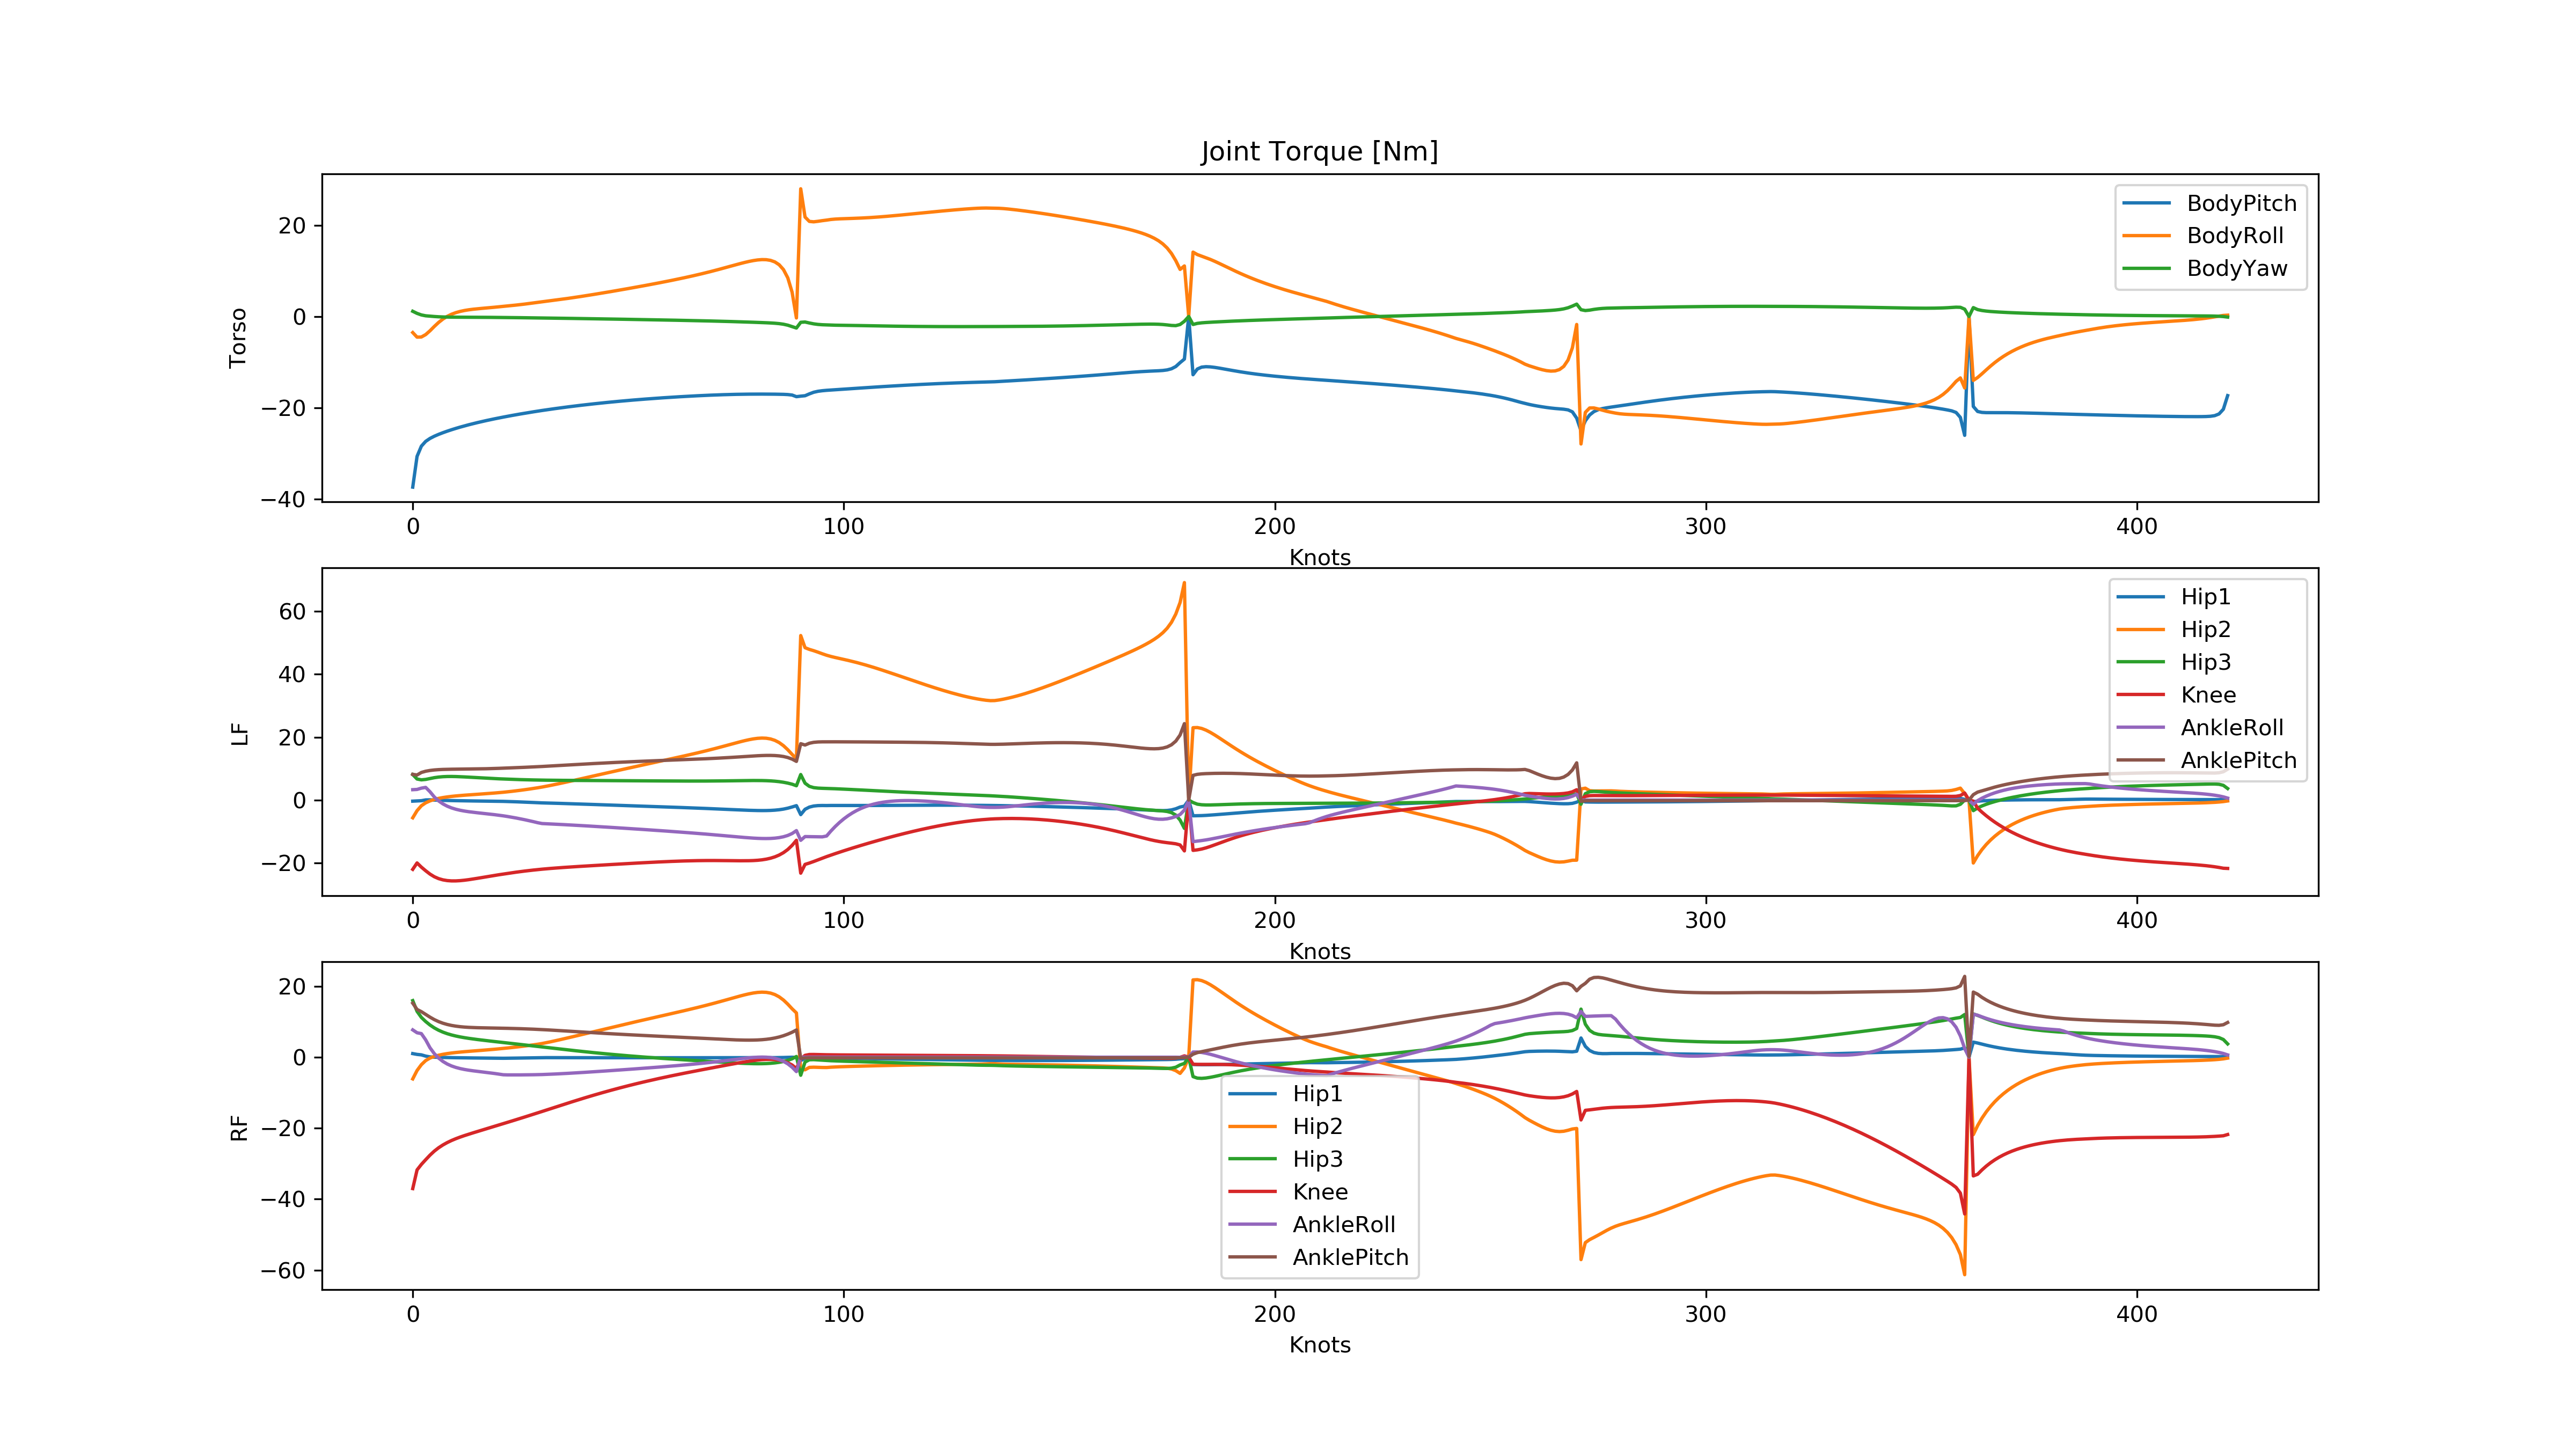 Joint Torque [Nm]
Torso
20
0
−20
−40
BodyPitch
BodyRoll
BodyYaw
0 100 200 300 400
Knots
LF
60
40
20
0
−20
Hip1
Hip2
Hip3
Knee
AnkleRoll
AnklePitch
0 100 200 300 400
Knots
RF
20
0
−20
−40
−60
Hip1
Hip2
Hip3
Knee
AnkleRoll
AnklePitch
0 100 200 300 400
Knots